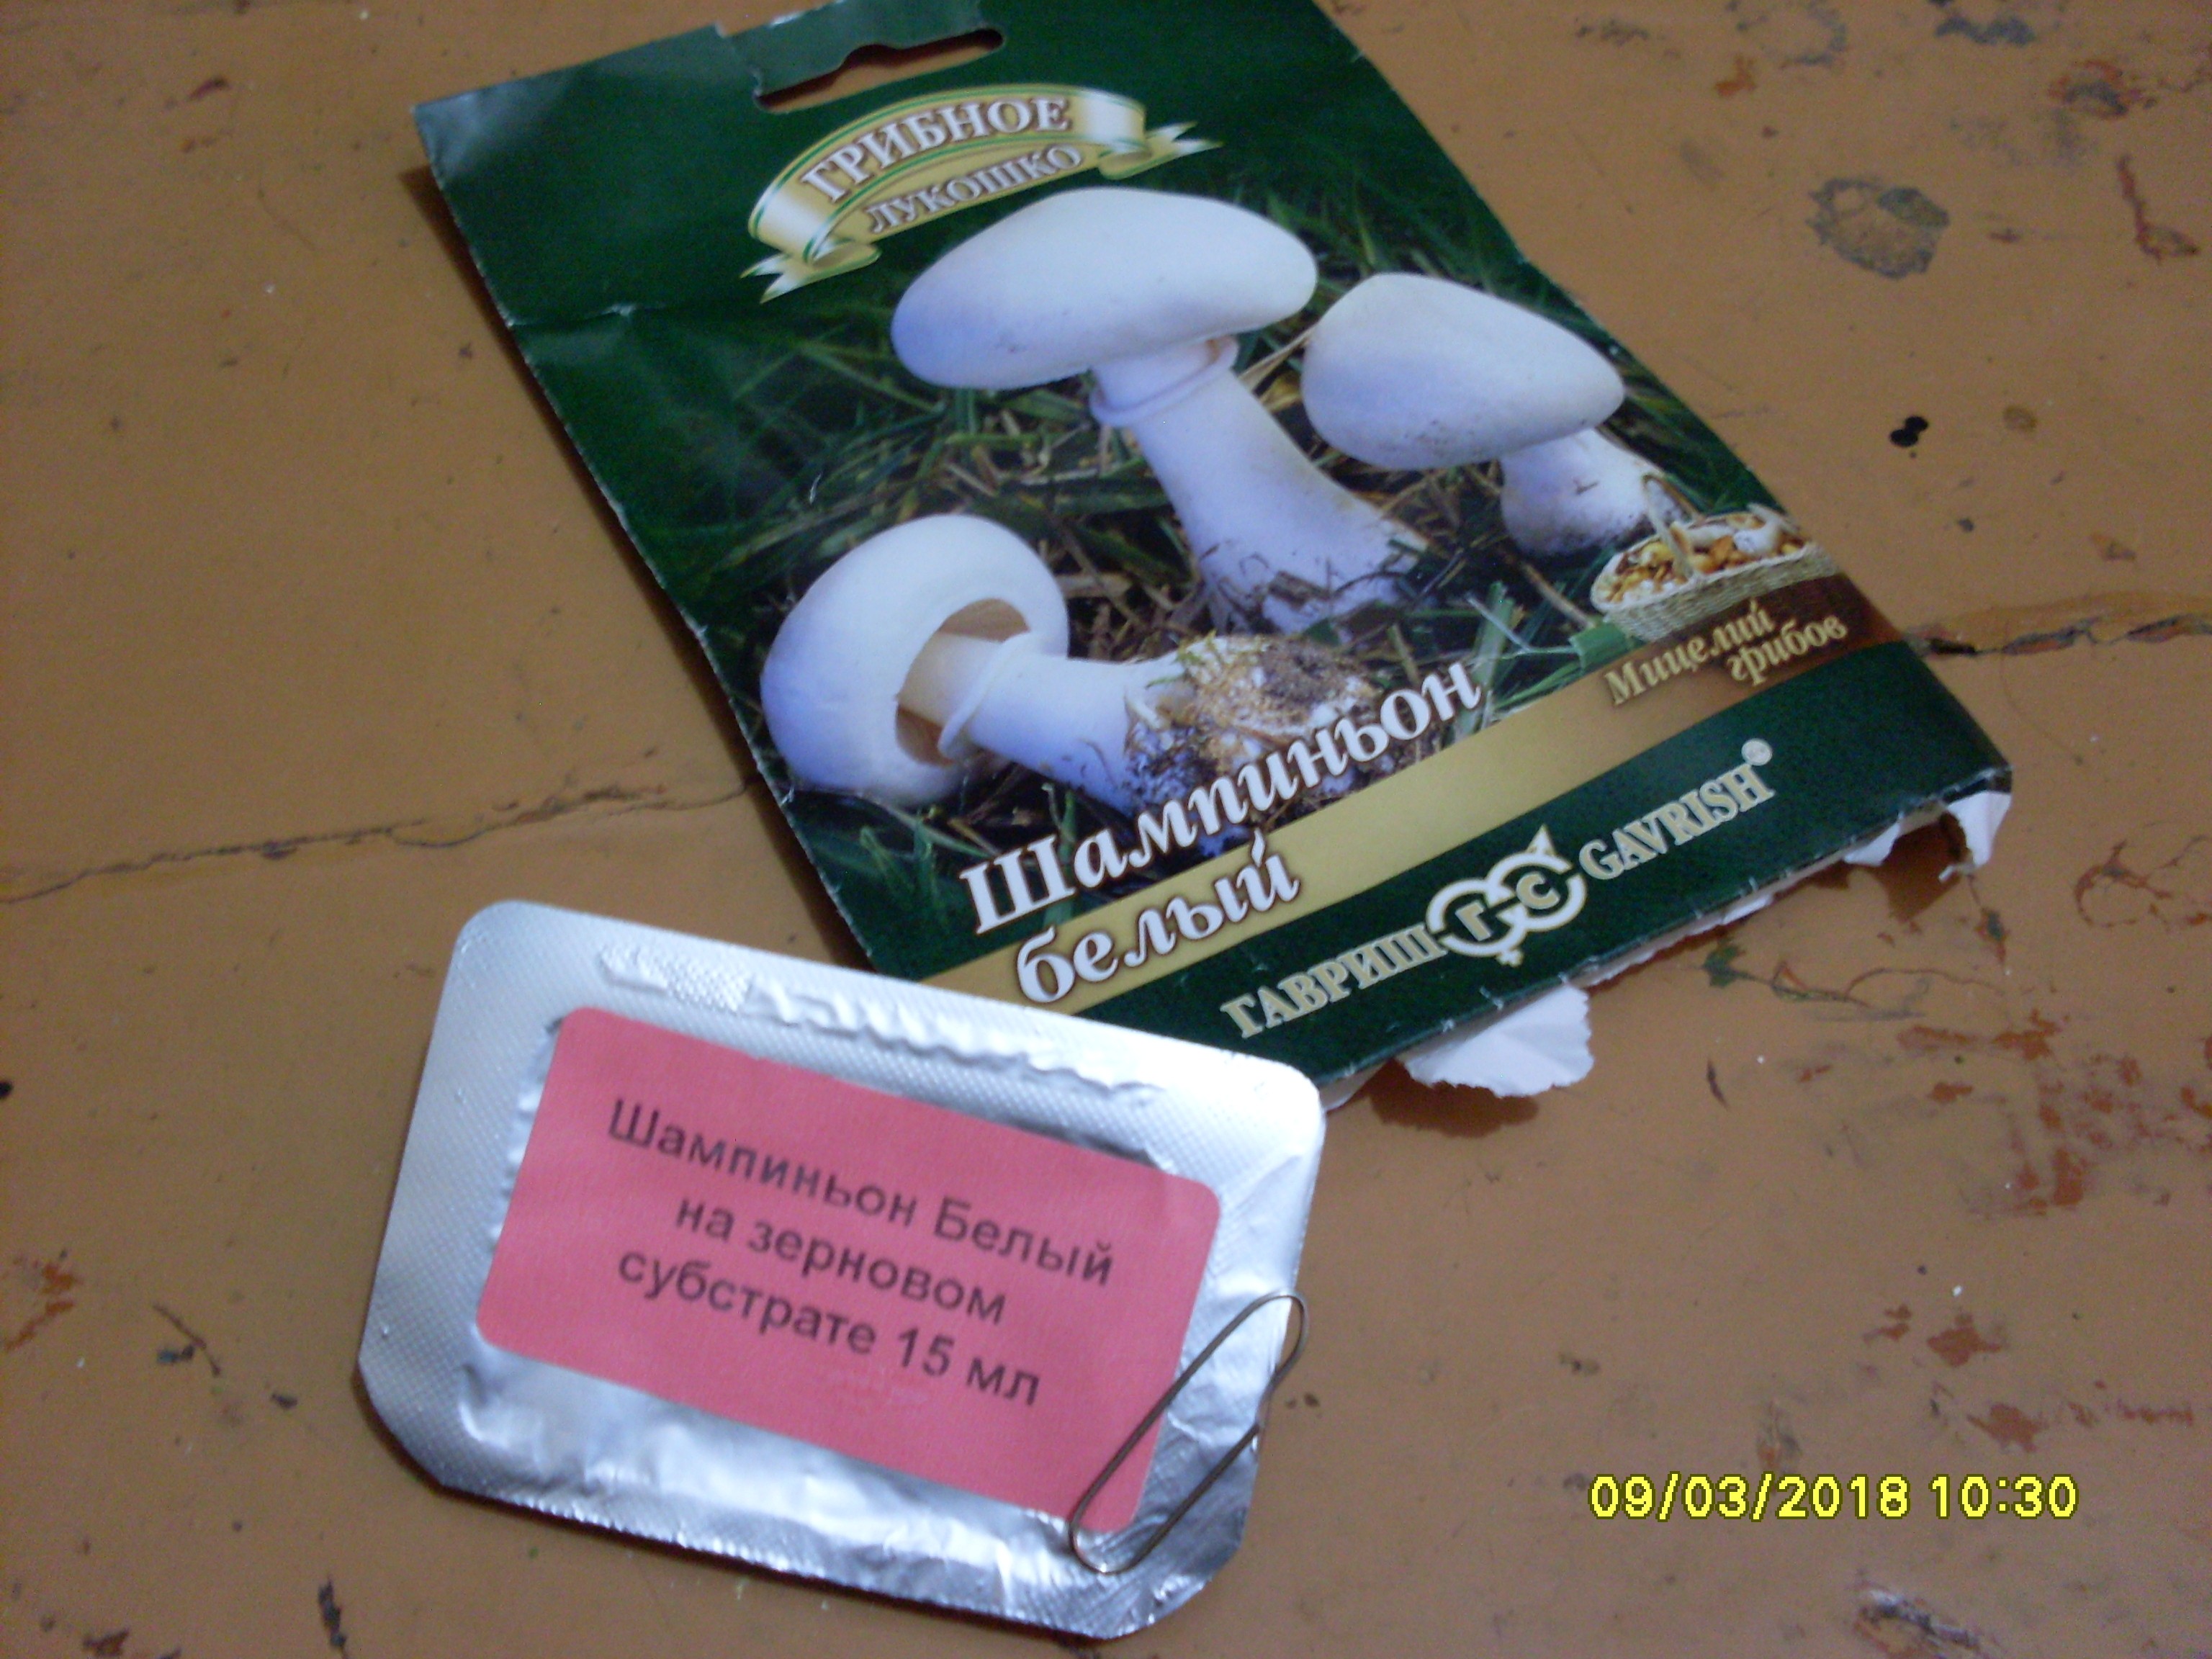 ГРИБНОЕ
ЛУКОШКО
Мицелий
грибов
Шампиньон
белый
ГАВРИШ ГС GAVRISH®
Шампиньон Белый
на зерновом
субстрате 15 мл
09/03/2018 10:30